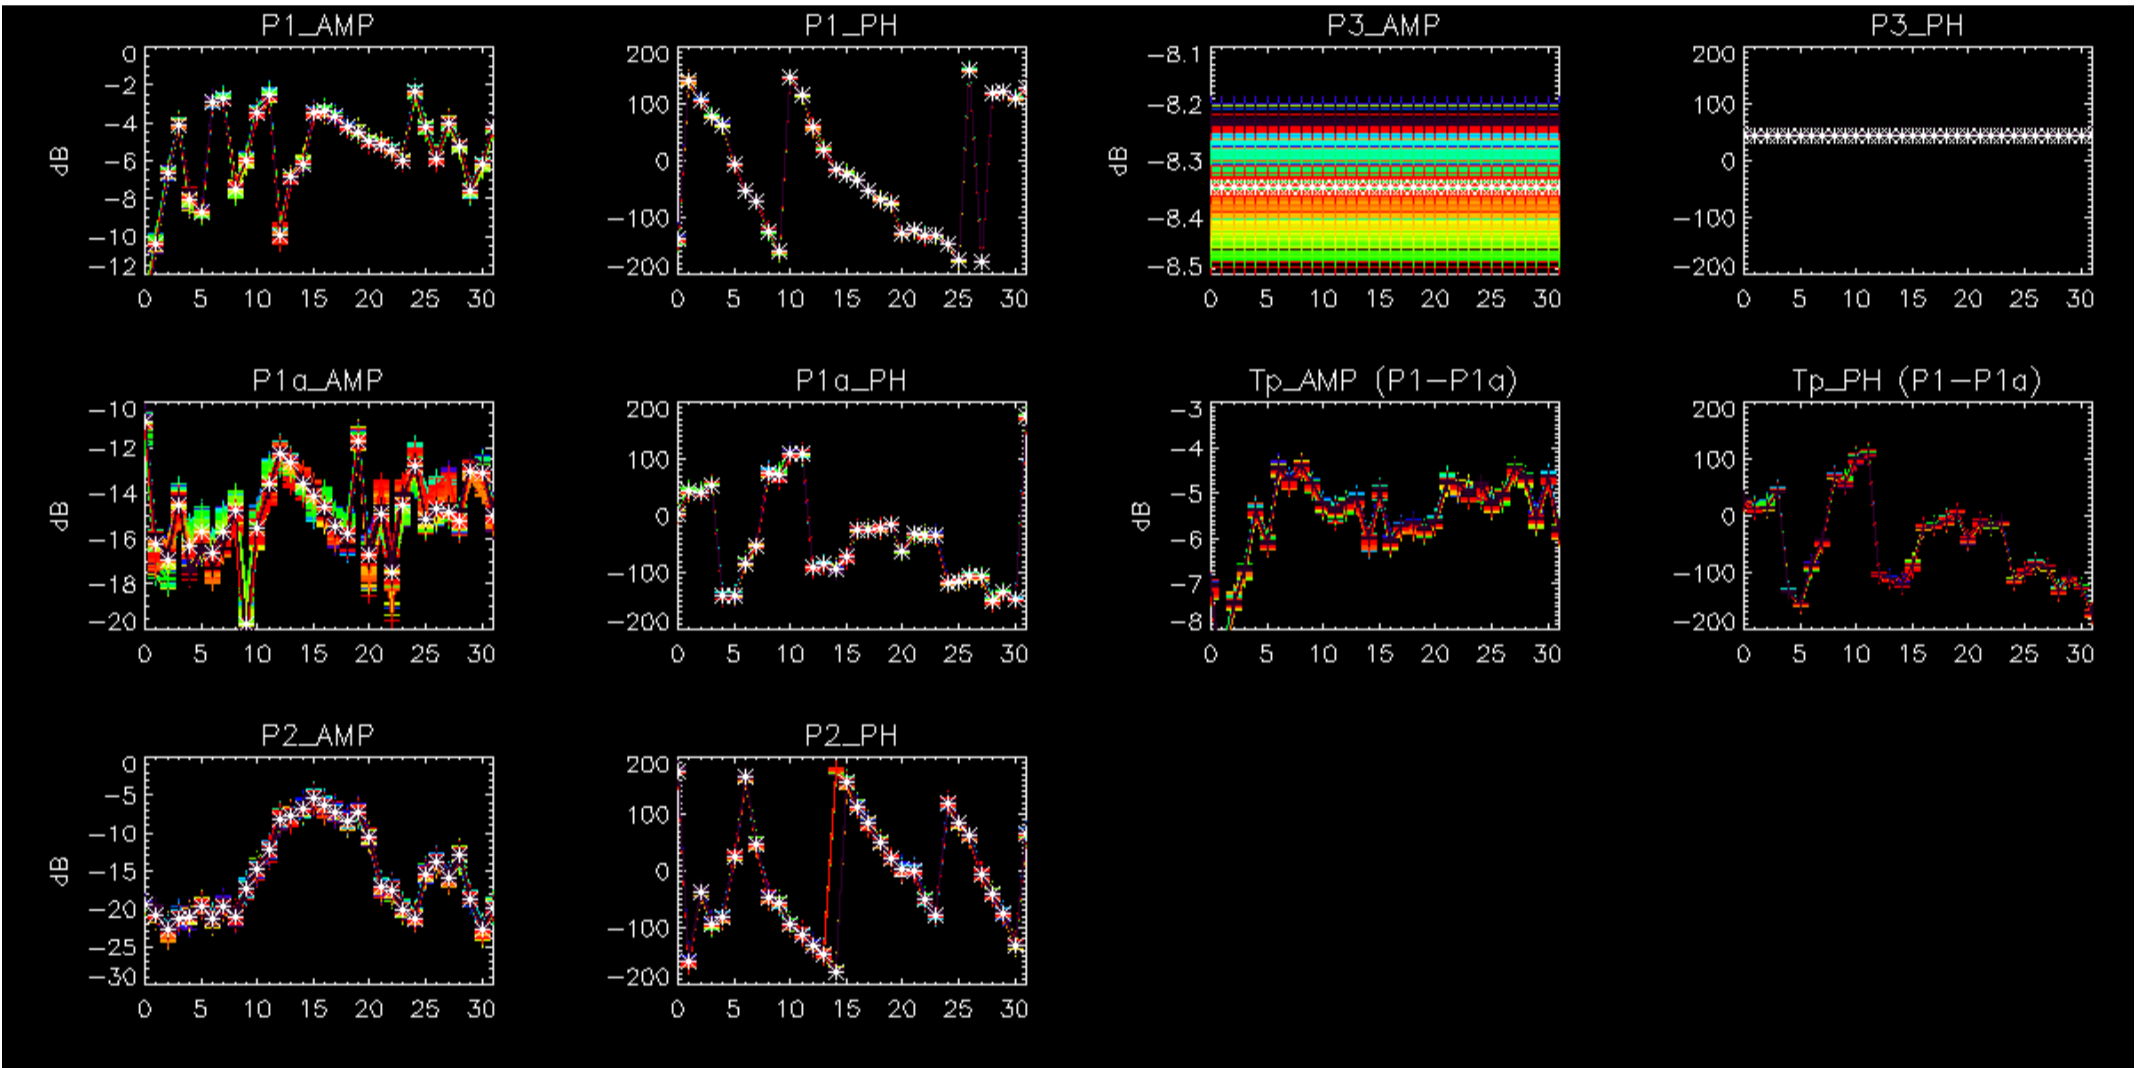 P1_AMP
0
−2
−4
−6
−8
−10
−12
dB
0 5 10 15 20 25 30
P1_PH
200
100
0
−100
−200
0 5 10 15 20 25 30
P3_AMP
−8.1
−8.2
−8.3
−8.4
−8.5
dB
0 5 10 15 20 25 30
P3_PH
200
100
0
−100
−200
0 5 10 15 20 25 30
P1a_AMP
−10
−12
−14
−16
−18
−20
dB
0 5 10 15 20 25 30
P1a_PH
200
100
0
−100
−200
0 5 10 15 20 25 30
Tp_AMP (P1−P1a)
−3
−4
−5
−6
−7
−8
dB
0 5 10 15 20 25 30
Tp_PH (P1−P1a)
200
100
0
−100
−200
0 5 10 15 20 25 30
P2_AMP
0
−5
−10
−15
−20
−25
−30
dB
0 5 10 15 20 25 30
P2_PH
200
100
0
−100
−200
0 5 10 15 20 25 30